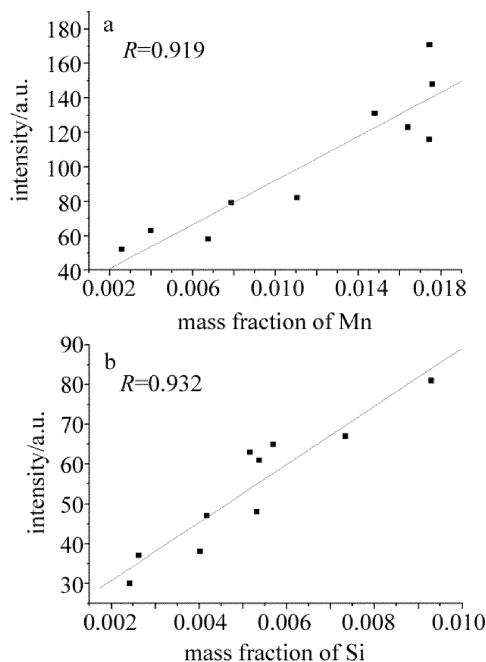 a
R=0.919
180
160
140
120
100
80
60
40
intensity/a.u.
0.002 0.006 0.010 0.014 0.018
mass fraction of Mn
b
R=0.932
90
80
70
60
50
40
30
intensity/a.u.
0.002 0.004 0.006 0.008 0.010
mass fraction of Si